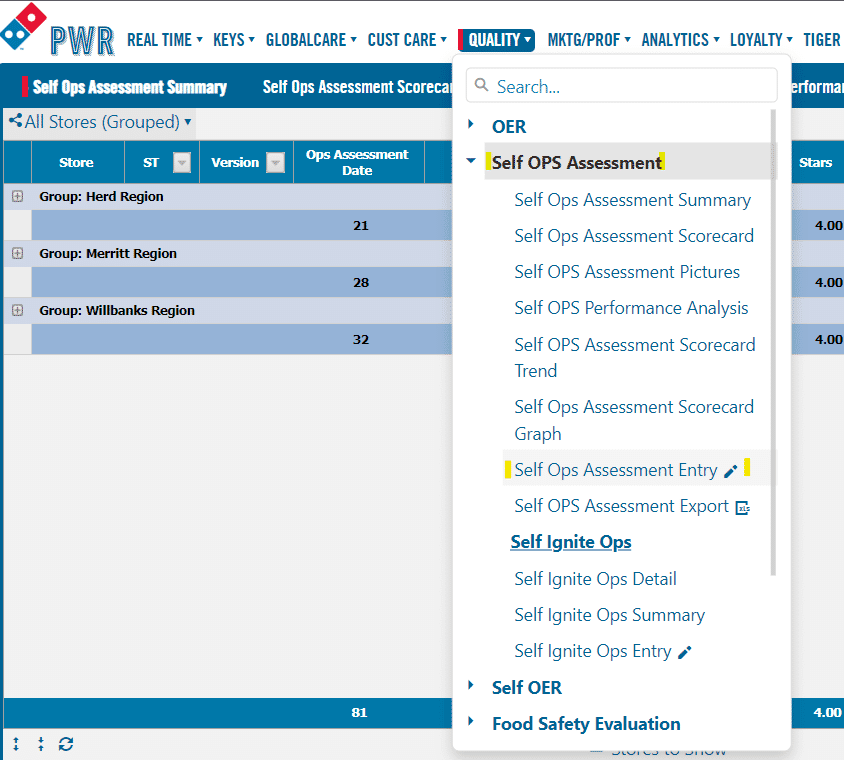 PWR
REAL TIME KEYS GLOBALCARE CUST CARE QUALITY MKTG/PROF ANALYTICS LOYALTY TIGER
Self Ops Assessment Summary Self Ops Assessment Scorecar erforma
All Stores (Grouped)
Search...
Store ST Version Ops Assessment Date Stars
Group: Herd Region
21 4.00
Group: Merritt Region
28 4.00
Group: Willbanks Region
32 4.00
81 4.00
OER
Self OPS Assessment
Self Ops Assessment Summary
Self Ops Assessment Scorecard
Self OPS Assessment Pictures
Self OPS Performance Analysis
Self OPS Assessment Scorecard
Trend
Self OPS Assessment Scorecard
Graph
Self Ops Assessment Entry
Self OPS Assessment Export xls
Self Ignite Ops
Self Ignite Ops Detail
Self Ignite Ops Summary
Self Ignite Ops Entry
Self OER
Food Safety Evaluation
Stores to Show